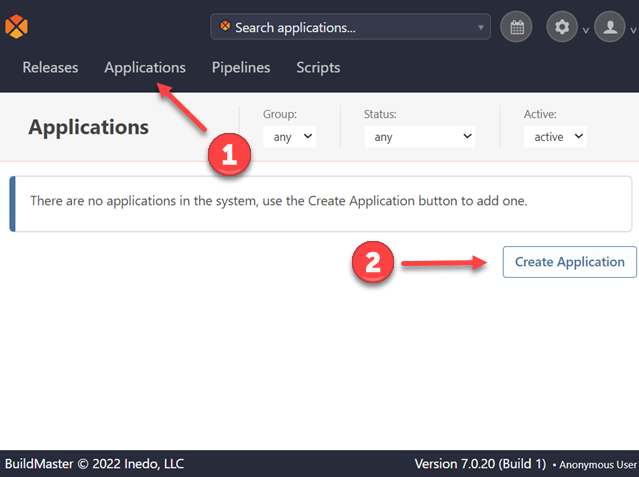 Search applications...
Releases Applications Pipelines Scripts
Applications
Group: Status: Active:
any any active
1
There are no applications in the system, use the Create Application button to add one.
2
Create Application
BuildMaster © 2022 Inedo, LLC Version 7.0.20 (Build 1) • Anonymous User